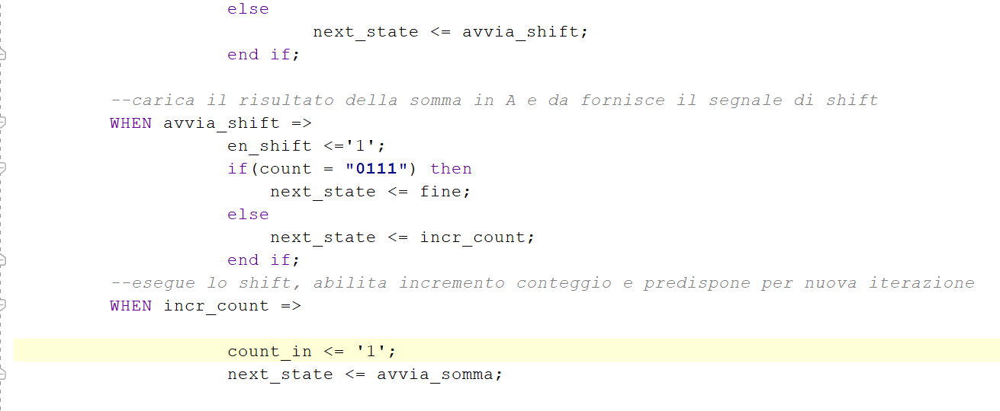 else
next_state <= avvia_shift;
end if;
--carica il risultato della somma in A e da fornisce il segnale di shift
WHEN avvia_shift =>
en_shift <='1';
if(count = "0111") then
next_state <= fine;
else
next_state <= incr_count;
end if;
--esegue lo shift, abilita incremento conteggio e predispone per nuova iterazione
WHEN incr_count =>
count_in <= '1';
next_state <= avvia_somma;